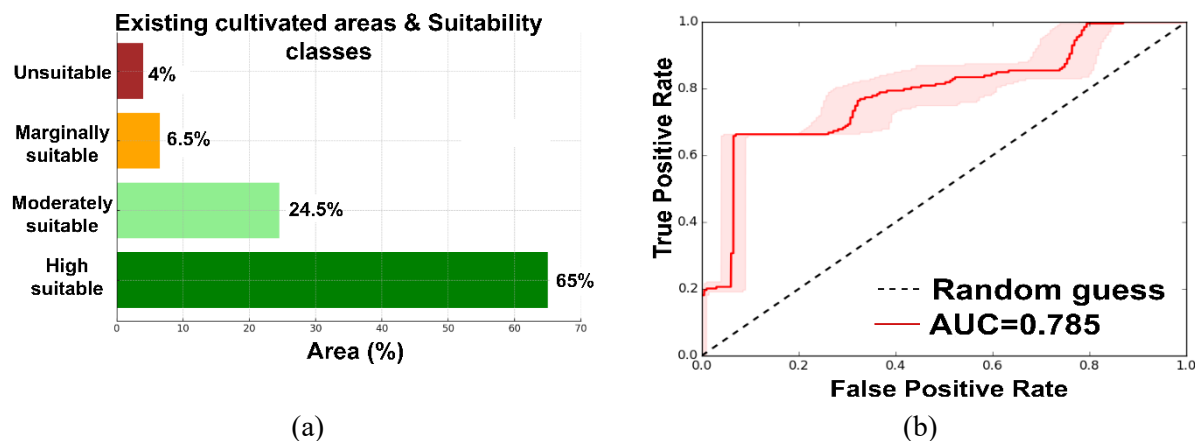 Existing cultivated areas & Suitability
classes
Unsuitable
4%
Marginally
suitable
6.5%
Moderately
suitable
24.5%
High
suitable
65%
0 10 20 30 40 50 60 70
Area (%)
(a)
True Positive Rate
1.0
0.8
0.6
0.4
0.2
0.0
0.0 0.2 0.4 0.6 0.8 1.0
Random guess
AUC=0.785
False Positive Rate
(b)